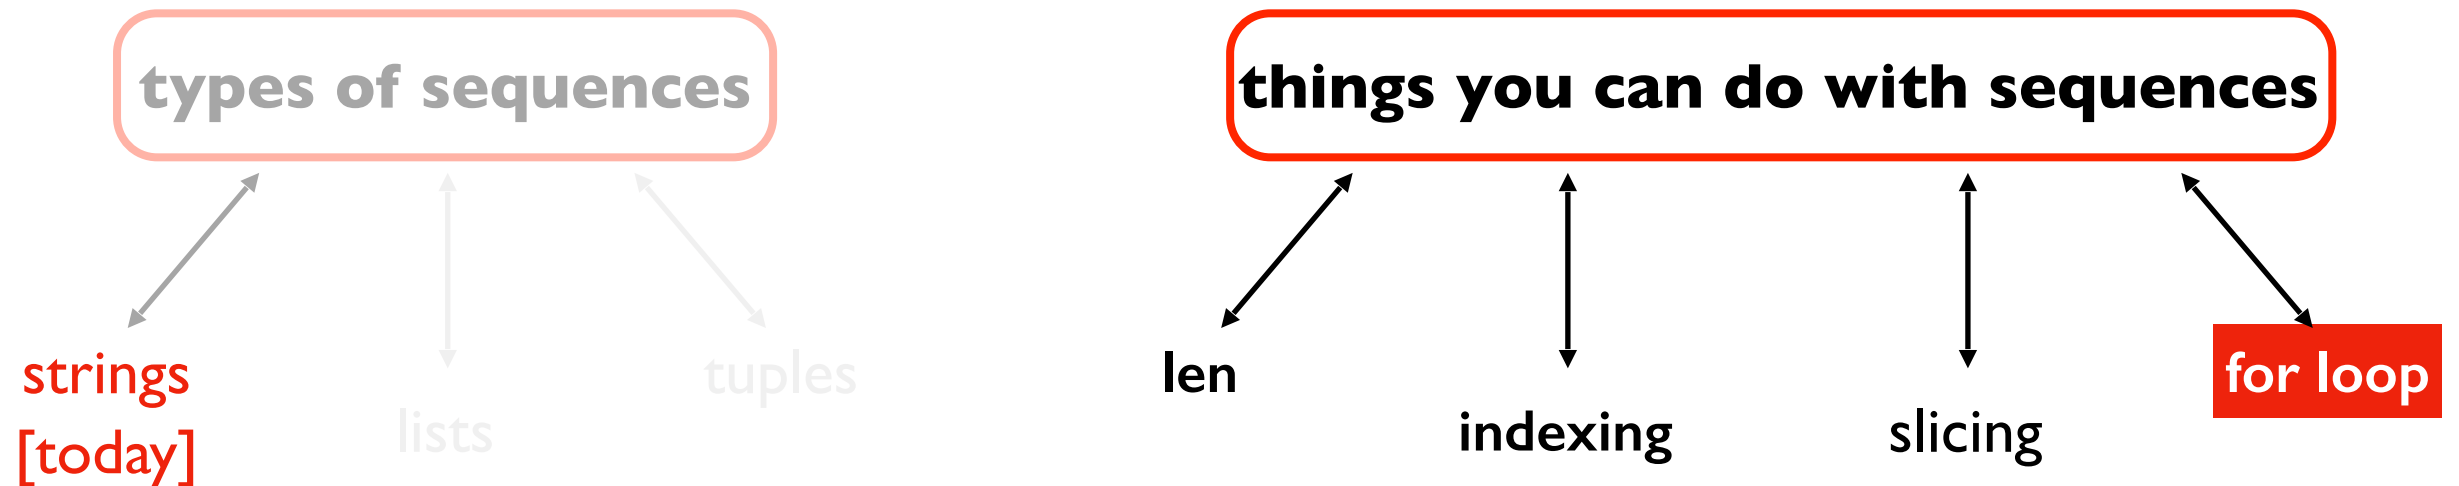 types of sequences
things you can do with sequences
strings
[today]
lists
tuples
len
indexing
slicing
for loop